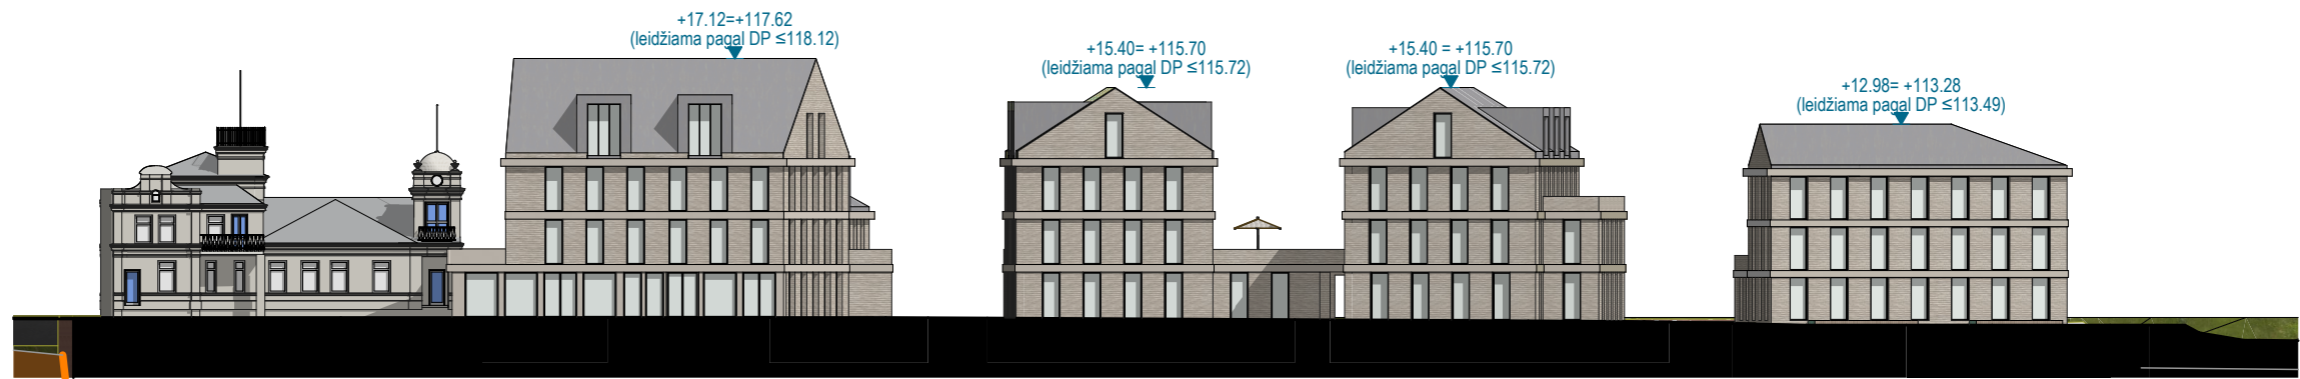 +17.12=+117.62
(leidžiama pagal DP ≤118.12)
+15.40= +115.70
(leidžiama pagal DP ≤115.72)
+15.40 = +115.70
(leidžiama pagal DP ≤115.72)
+12.98= +113.28
(leidžiama pagal DP ≤113.49)